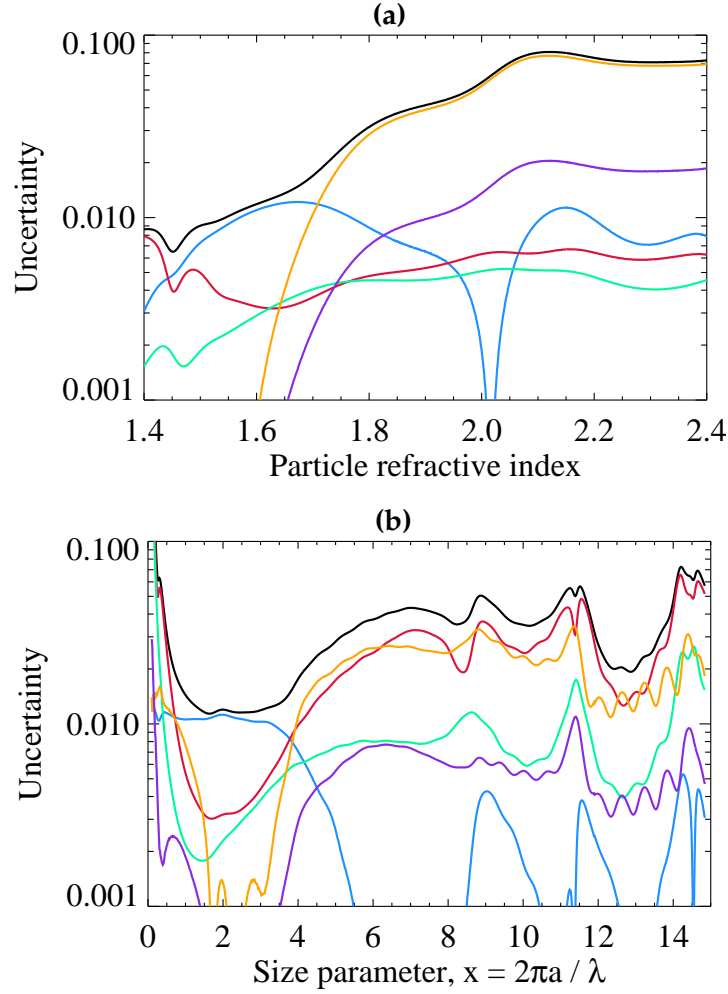 (a)
0.100
0.010
0.001
Uncertainty
1.4 1.6 1.8 2.0 2.2 2.4
Particle refractive index
(b)
0.100
0.010
0.001
Uncertainty
0 2 4 6 8 10 12 14
Size parameter, x = 2πa / λ